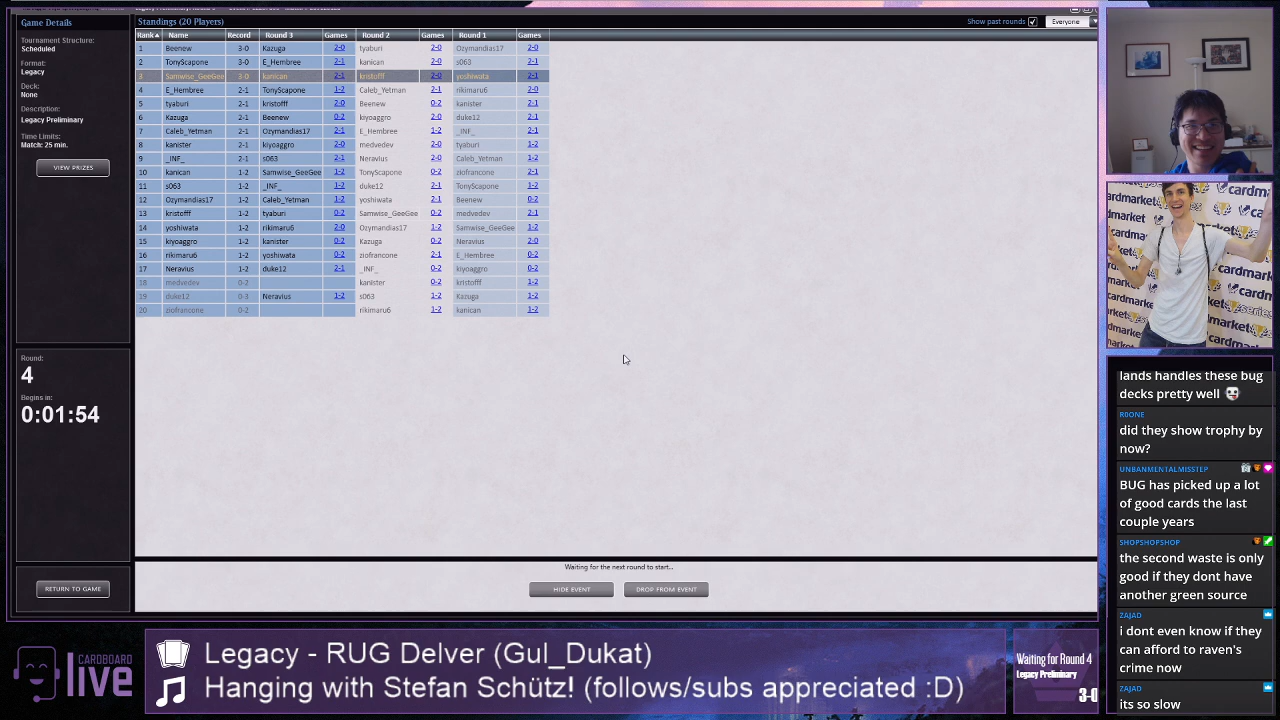 Game Details
Tournament Structure:
Scheduled
Format:
Legacy
Deck:
None
Description:
Legacy Preliminary
Time Limits:
Match: 25 min.
VIEW PRIZES
Round:
4
Begins in:
0:01:54
RETURN TO GAME
Standings (20 Players)
Show past rounds
Everyone
Rank Name Record Round 3 Games Round 2 Games Round 1 Games
1 Beenew 3-0 Kazuga 2-0 tyaburi 2-0 Ozymandias17 2-0
2 TonyScapone 3-0 E_Hembree 2-1 kanican 2-0 s063 2-1
3 Samwise_GeeGee 3-0 kanican 2-1 kristofff 2-0 yoshiwata 2-1
4 E_Hembree 2-1 TonyScapone 1-2 Caleb_Yetman 2-1 rikimaru6 2-0
5 tyaburi 2-1 kristofff 2-0 Beenew 0-2 kanister 2-1
6 Kazuga 2-1 Beenew 0-2 kiyoaggro 2-0 duke12 2-1
7 Caleb_Yetman 2-1 Ozymandias17 2-1 E_Hembree 1-2 _INF_ 2-1
8 kanister 2-1 kiyoaggro 2-0 medvedev 2-0 tyaburi 1-2
9 _INF_ 2-1 s063 2-1 Neravius 2-0 Caleb_Yetman 1-2
10 kanican 1-2 Samwise_GeeGee 1-2 TonyScapone 0-2 ziofrancone 2-1
11 s063 1-2 _INF_ 1-2 duke12 2-1 TonyScapone 1-2
12 Ozymandias17 1-2 Caleb_Yetman 1-2 yoshiwata 2-1 Beenew 0-2
13 kristofff 1-2 tyaburi 0-2 Samwise_GeeGee 0-2 medvedev 2-1
14 yoshiwata 1-2 rikimaru6 2-0 Ozymandias17 1-2 Samwise_GeeGee 1-2
15 kiyoaggro 1-2 kanister 0-2 Kazuga 0-2 Neravius 2-0
16 rikimaru6 1-2 yoshiwata 0-2 ziofrancone 2-1 E_Hembree 0-2
17 Neravius 1-2 duke12 2-1 _INF_ 0-2 kiyoaggro 0-2
18 medvedev 0-2 kanister 0-2 kristofff 1-2
19 duke12 0-3 Neravius 1-2 s063 1-2 Kazuga 1-2
20 ziofrancone 0-2 rikimaru6 1-2 kanican 1-2
Waiting for the next round to start...
HIDE EVENT
DROP FROM EVENT
cardmarket
series
lands handles these bug
decks pretty well
R0ONE
did they show trophy by
now?
UNBANMENTALMISSTEP
BUG has picked up a lot
of good cards the last
couple years
SHOPSHOPSHOP
the second waste is only
good if they dont have
another green source
ZAJAD
i dont even know if they
can afford to raven's
crime now
ZAJAD
its so slow
CARDBOARD
live
Legacy - RUG Delver (Gul_Dukat)
Hanging with Stefan Schütz! (follows/subs appreciated :D)
Waiting for Round 4
Legacy Preliminary
3-0